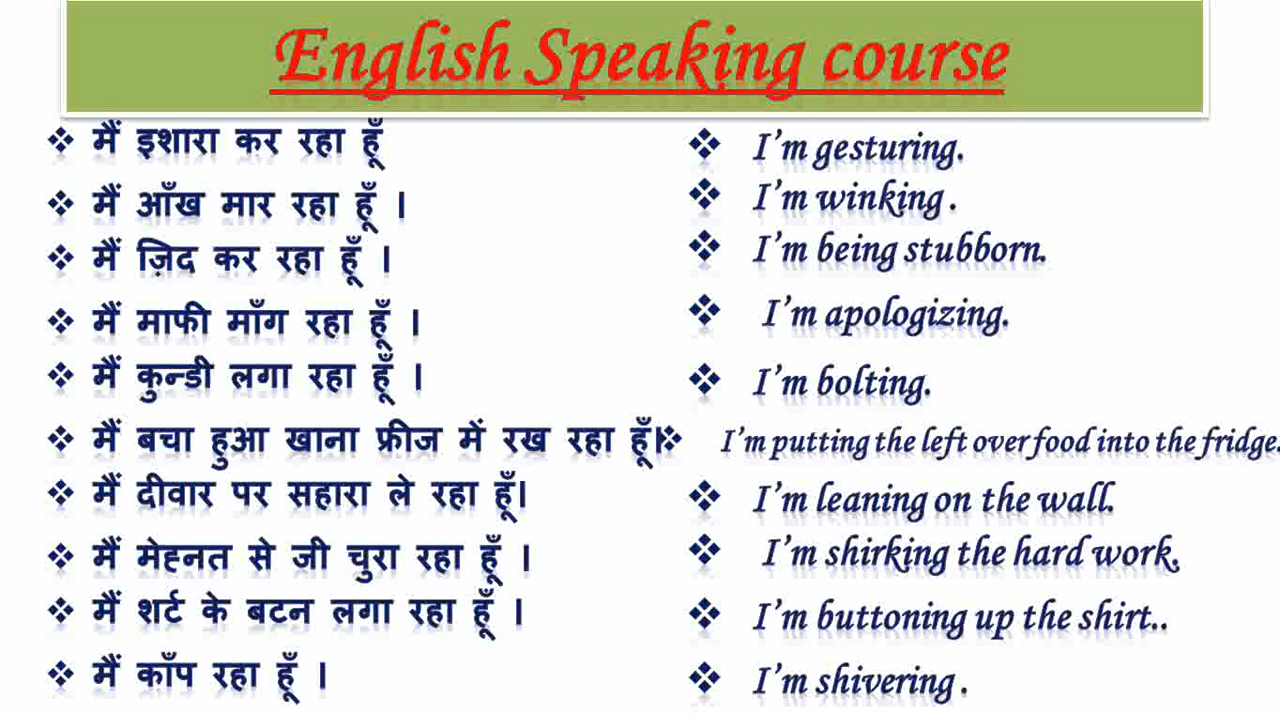 English Speaking course
मैं इशारा कर रहा हूँ
I'm gesturing.
मैं आँख मार रहा हूँ ।
I'm winking .
मैं ज़िद कर रहा हूँ ।
I'm being stubborn.
मैं माफी माँग रहा हूँ ।
I'm apologizing.
मैं कुन्डी लगा रहा हूँ ।
I'm bolting.
मैं बचा हुआ खाना फ्रीज में रख रहा हूँ।
I'm putting the left over food into the fridge.
मैं दीवार पर सहारा ले रहा हूँ।
I'm leaning on the wall.
मैं मेह्नत से जी चुरा रहा हूँ ।
I'm shirking the hard work.
मैं शर्ट के बटन लगा रहा हूँ ।
I'm buttoning up the shirt..
मैं काँप रहा हूँ ।
I'm shivering .